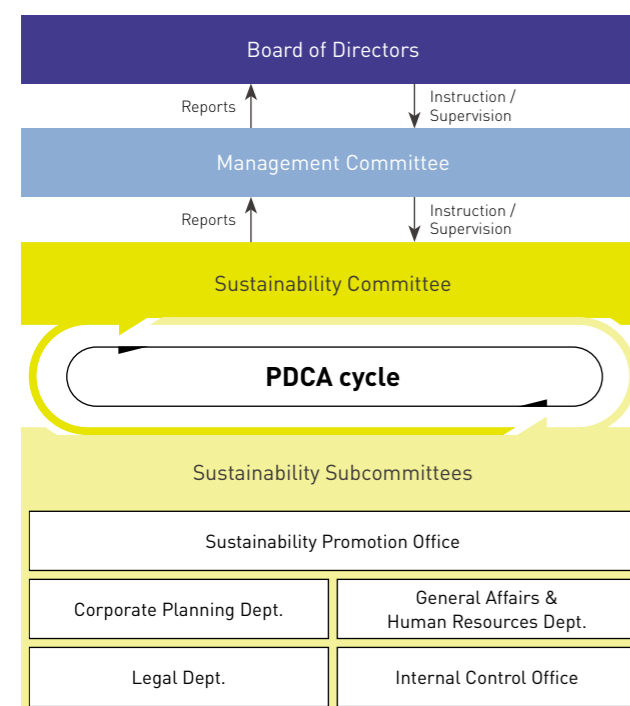 Board of Directors
Reports
Instruction /
Supervision
Management Committee
Reports
Instruction /
Supervision
Sustainability Committee
PDCA cycle
Sustainability Subcommittees
Sustainability Promotion Office
Corporate Planning Dept.
General Affairs &
Human Resources Dept.
Legal Dept.
Internal Control Office